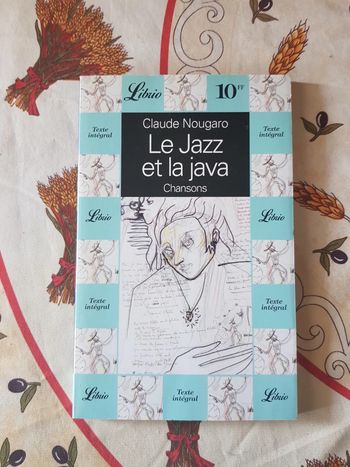 Librio
10FF
Claude Nougaro
Le Jazz
et la java
Chansons
Texte
intégral
Texte
intégral
Librio
Librio
Texte
intégral
Texte
intégral
Librio
Texte
intégral
Librio